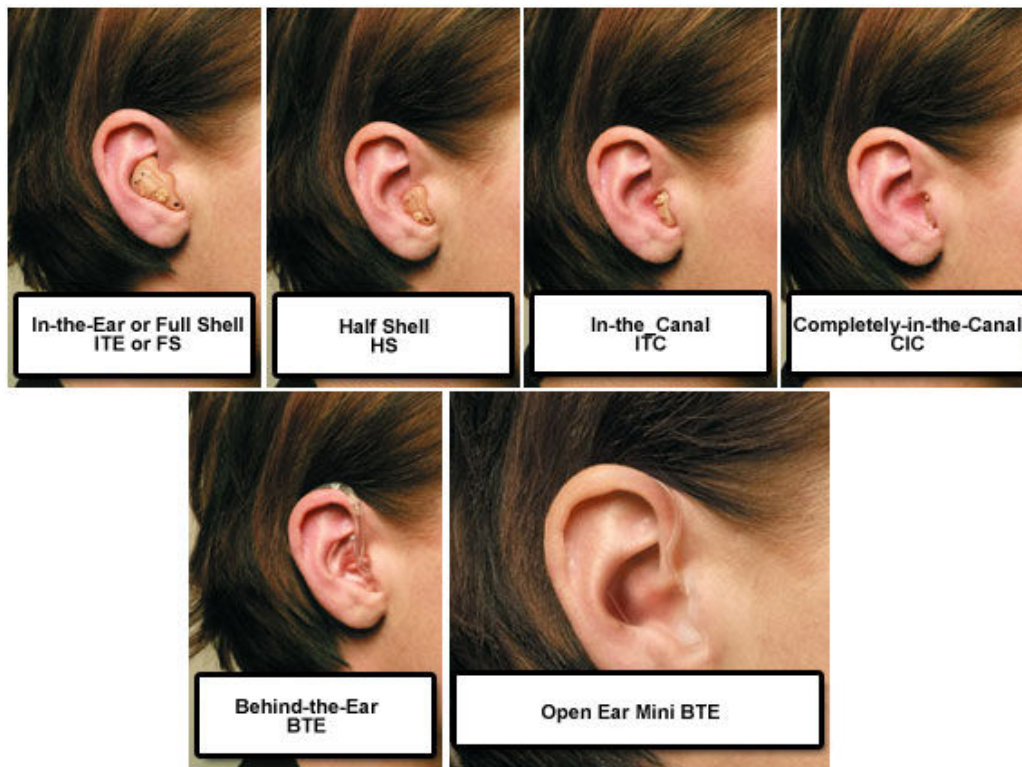 In-the-Ear or Full Shell
ITE or FS
Half Shell
HS
In-the_Canal
ITC
Completely-in-the-Canal
CIC
Behind-the-Ear
BTE
Open Ear Mini BTE